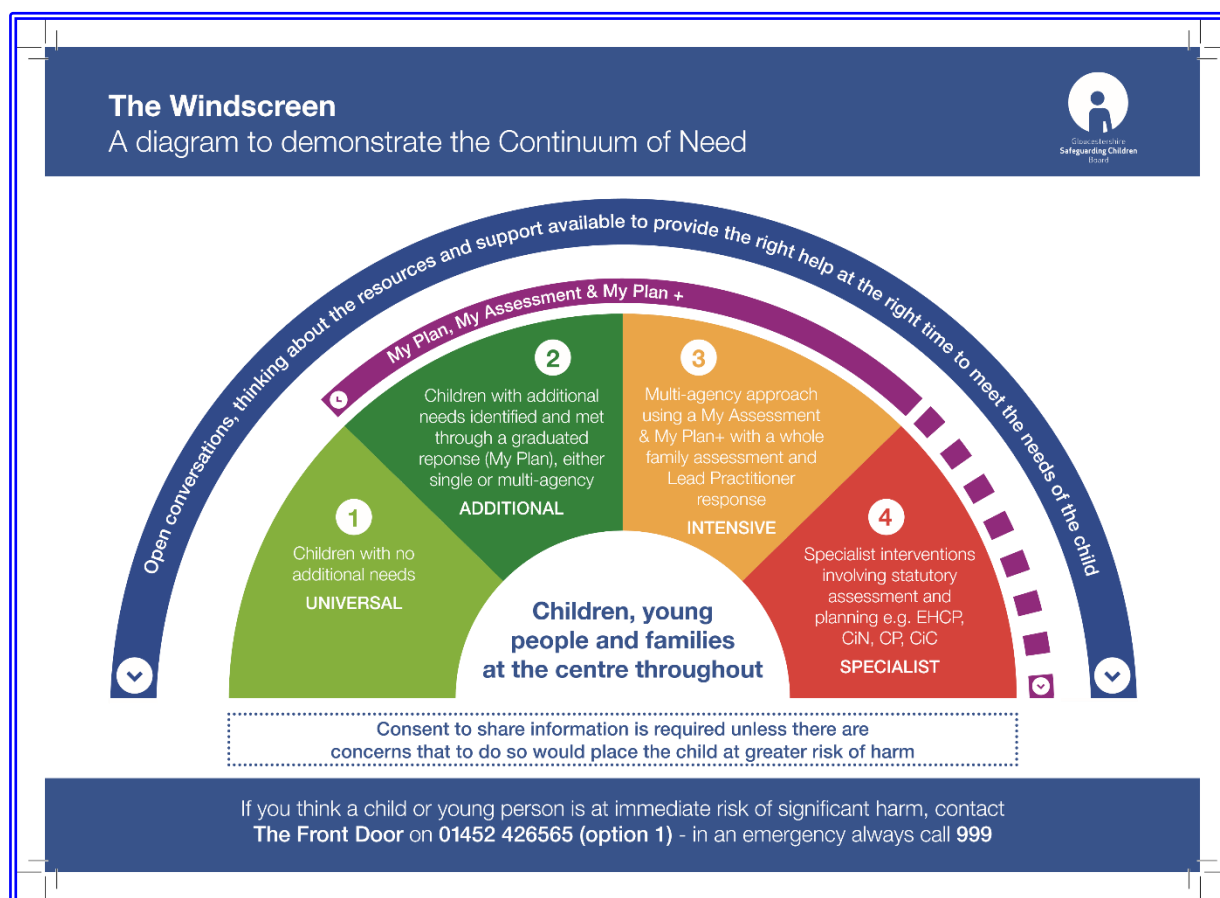 The Windscreen
A diagram to demonstrate the Continuum of Need
Gloucestershire
Safeguarding Children
Board
Open conversations, thinking about the resources and support available to provide the right help at the right time to meet the needs of the child
My Plan, My Assessment & My Plan +
1
Children with no
additional needs
UNIVERSAL
2
Children with additional
needs identified and met
through a graduated
reponse (My Plan), either
single or multi-agency
ADDITIONAL
3
Multi-agency approach
using a My Assessment
& My Plan+ with a whole
family assessment and
Lead Practitioner
response
INTENSIVE
4
Specialist interventions
involving statutory
assessment and
planning e.g. EHCP,
CiN, CP, CiC
SPECIALIST
Children, young
people and families
at the centre throughout
Consent to share information is required unless there are
concerns that to do so would place the child at greater risk of harm
If you think a child or young person is at immediate risk of significant harm, contact
The Front Door on 01452 426565 (option 1) - in an emergency always call 999